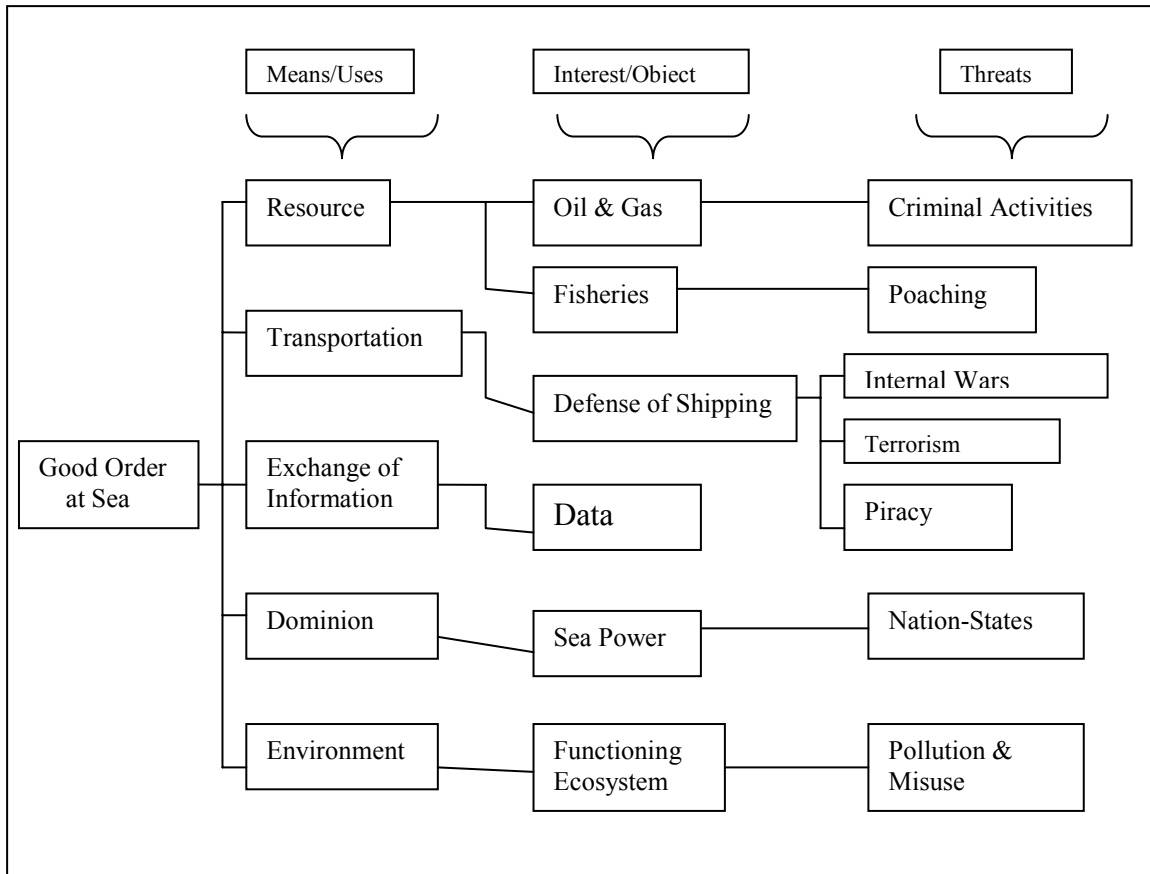 Means/Uses
Interest/Object
Threats
Resource
Oil & Gas
Criminal Activities
Fisheries
Poaching
Transportation
Defense of Shipping
Internal Wars
Terrorism
Piracy
Good Order
at Sea
Exchange of
Information
Data
Dominion
Sea Power
Nation-States
Environment
Functioning
Ecosystem
Pollution &
Misuse